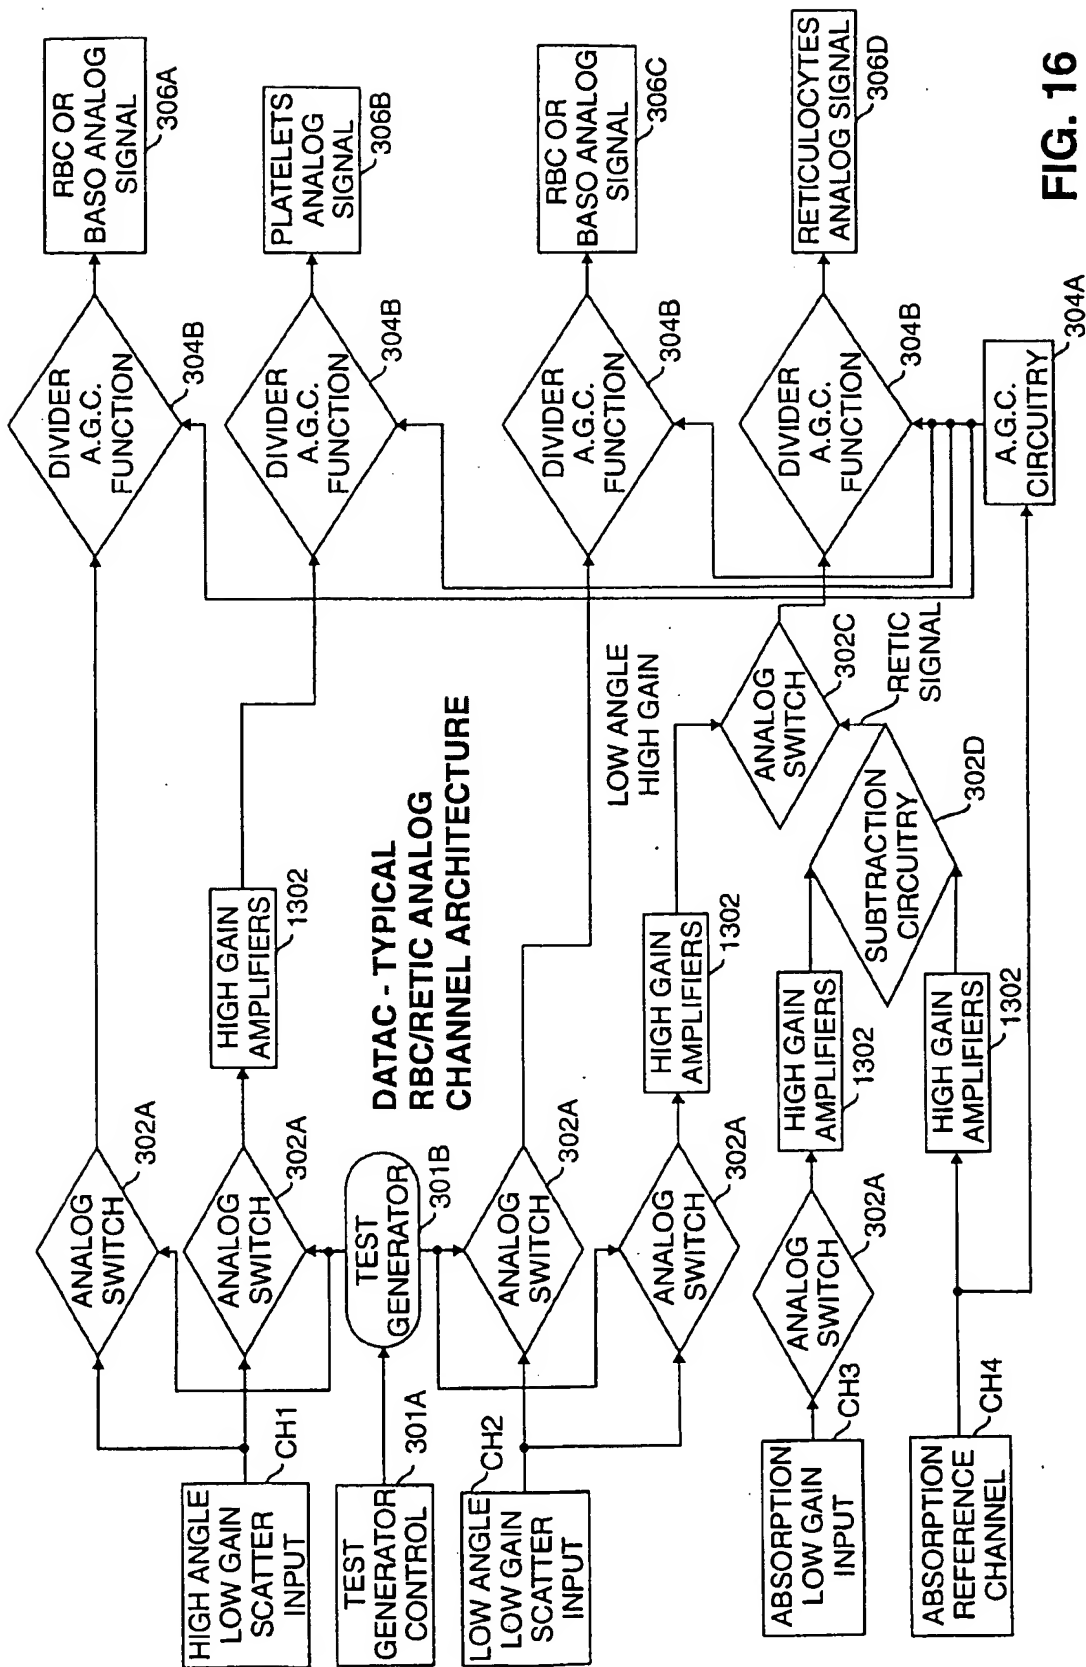 HIGH ANGLE
LOW GAIN
SCATTER
INPUT
CH1
TEST
GENERATOR
CONTROL
301A
LOW ANGLE
LOW GAIN
SCATTER
INPUT
CH2
ABSORPTION
LOW GAIN
INPUT
CH3
ABSORPTION
REFERENCE
CHANNEL
CH4
ANALOG
SWITCH
302A
ANALOG
SWITCH
302A
TEST
GENERATOR
301B
ANALOG
SWITCH
302A
ANALOG
SWITCH
302A
ANALOG
SWITCH
302A
HIGH GAIN
AMPLIFIERS
1302
DATAC - TYPICAL
RBC/RETIC ANALOG
CHANNEL ARCHITECTURE
HIGH GAIN
AMPLIFIERS
1302
HIGH GAIN
AMPLIFIERS
1302
HIGH GAIN
AMPLIFIERS
1302
LOW ANGLE
HIGH GAIN
ANALOG
SWITCH
302C
RETIC
SIGNAL
SUBTRACTION
CIRCUITRY
302D
DIVIDER
A.G.C.
FUNCTION
304B
DIVIDER
A.G.C.
FUNCTION
304B
DIVIDER
A.G.C.
FUNCTION
304B
DIVIDER
A.G.C.
FUNCTION
304B
A.G.C.
CIRCUITRY
304A
RBC OR
BASO ANALOG
SIGNAL
306A
PLATELETS
ANALOG
SIGNAL
306B
RBC OR
BASO ANALOG
SIGNAL
306C
RETICULOCYTES
ANALOG SIGNAL
306D
FIG. 16